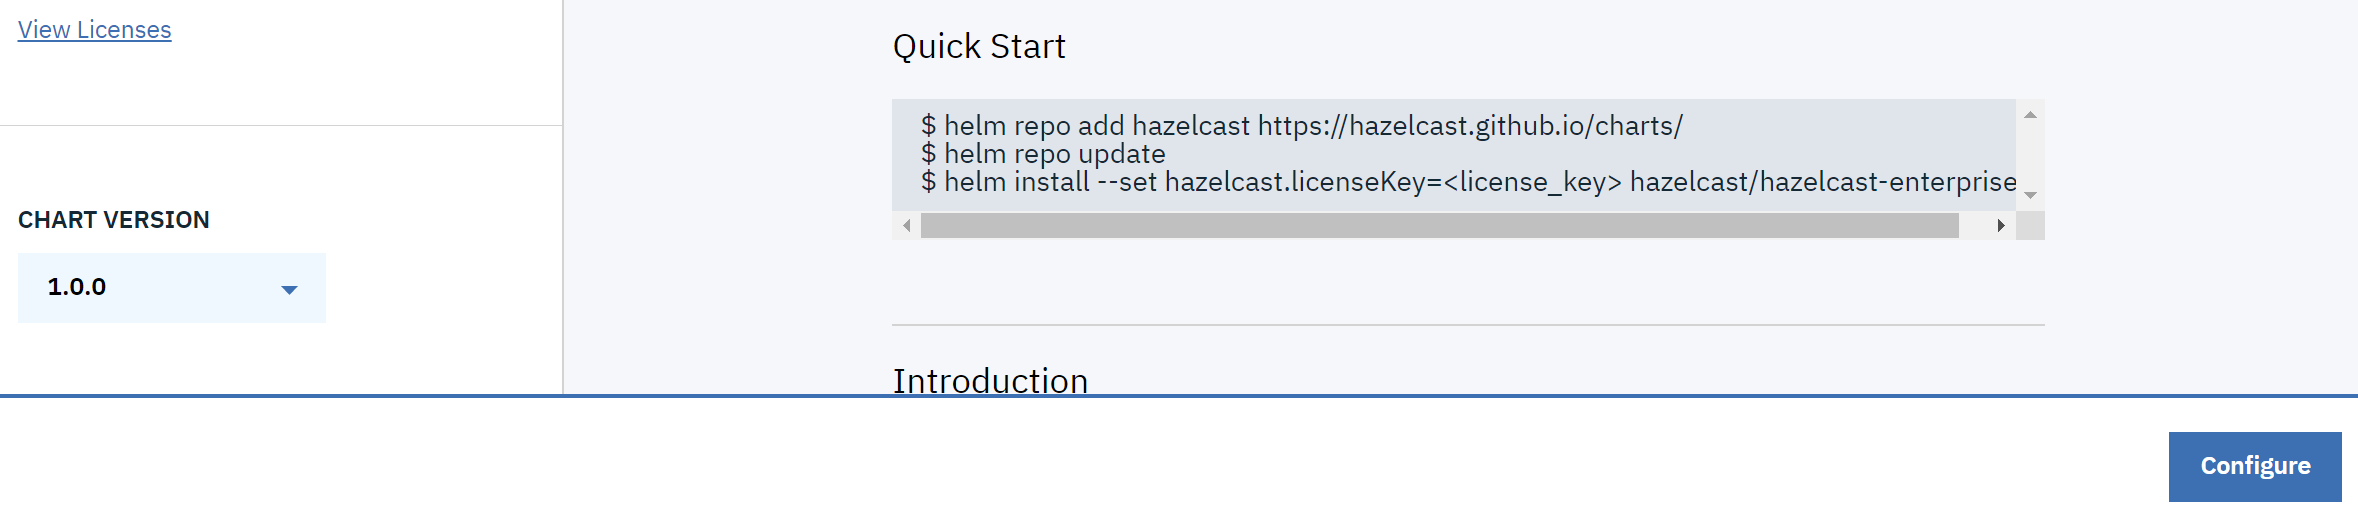 View Licenses
CHART VERSION
1.0.0
Quick Start
$ helm repo add hazelcast https://hazelcast.github.io/charts/
$ helm repo update
$ helm install --set hazelcast.licenseKey=<license_key> hazelcast/hazelcast-enterprise
Introduction
Configure